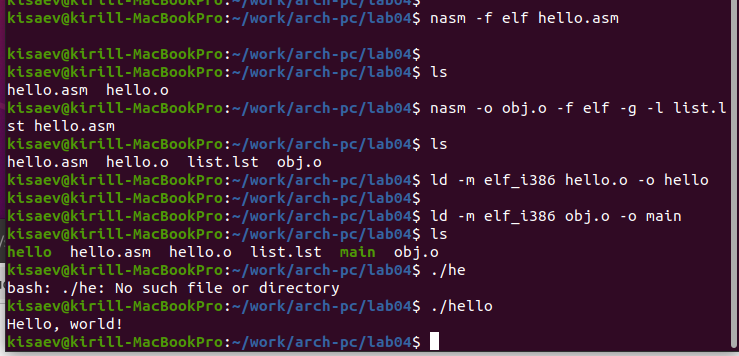 kisaev@kirill-MacBookPro:~/work/arch-pc/lab04$
kisaev@kirill-MacBookPro:~/work/arch-pc/lab04$ nasm -f elf hello.asm
kisaev@kirill-MacBookPro:~/work/arch-pc/lab04$
kisaev@kirill-MacBookPro:~/work/arch-pc/lab04$ ls
hello.asm  hello.o
kisaev@kirill-MacBookPro:~/work/arch-pc/lab04$ nasm -o obj.o -f elf -g -l list.l
st hello.asm
kisaev@kirill-MacBookPro:~/work/arch-pc/lab04$ ls
hello.asm  hello.o  list.lst  obj.o
kisaev@kirill-MacBookPro:~/work/arch-pc/lab04$ ld -m elf_i386 hello.o -o hello
kisaev@kirill-MacBookPro:~/work/arch-pc/lab04$
kisaev@kirill-MacBookPro:~/work/arch-pc/lab04$ ld -m elf_i386 obj.o -o main
kisaev@kirill-MacBookPro:~/work/arch-pc/lab04$ ls
hello  hello.asm  hello.o  list.lst  main  obj.o
kisaev@kirill-MacBookPro:~/work/arch-pc/lab04$ ./he
bash: ./he: No such file or directory
kisaev@kirill-MacBookPro:~/work/arch-pc/lab04$ ./hello
Hello, world!
kisaev@kirill-MacBookPro:~/work/arch-pc/lab04$